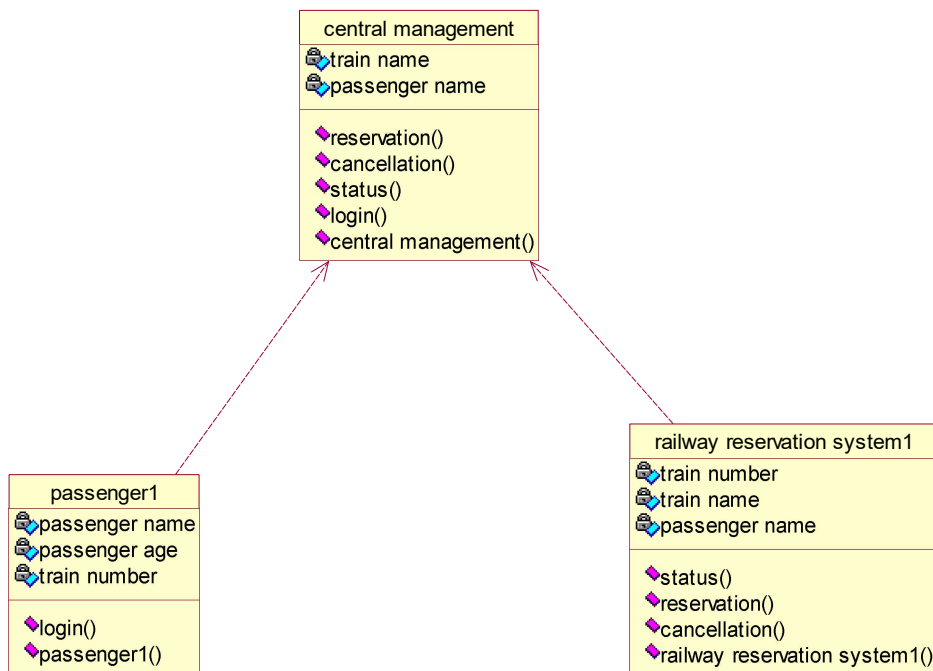 central management
train name
passenger name
reservation()
cancellation()
status()
login()
central management()
passenger1
passenger name
passenger age
train number
login()
passenger1()
railway reservation system1
train number
train name
passenger name
status()
reservation()
cancellation()
railway reservation system1()